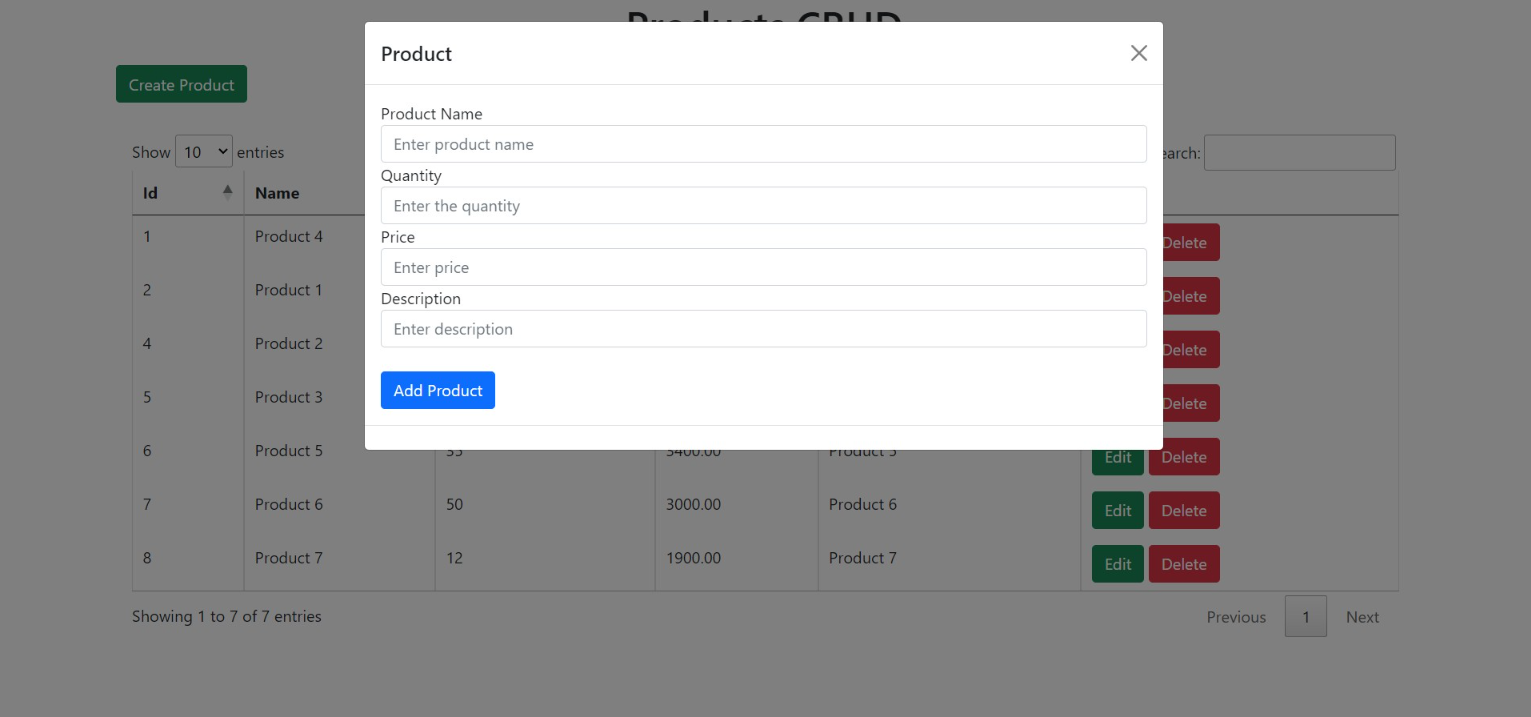 Products CRUD
Product
Create Product
Product Name
Enter product name
Show 10 entries
earch:
Quantity
Id Name
Enter the quantity
Price
1 Product 4 Delete
Enter price
2 Product 1 Delete
Description
Enter description
4 Product 2 Delete
Add Product
5 Product 3 Delete
6 Product 5 35 3400.00 Product 5 Edit Delete
7 Product 6 50 3000.00 Product 6 Edit Delete
8 Product 7 12 1900.00 Product 7 Edit Delete
Showing 1 to 7 of 7 entries Previous 1 Next